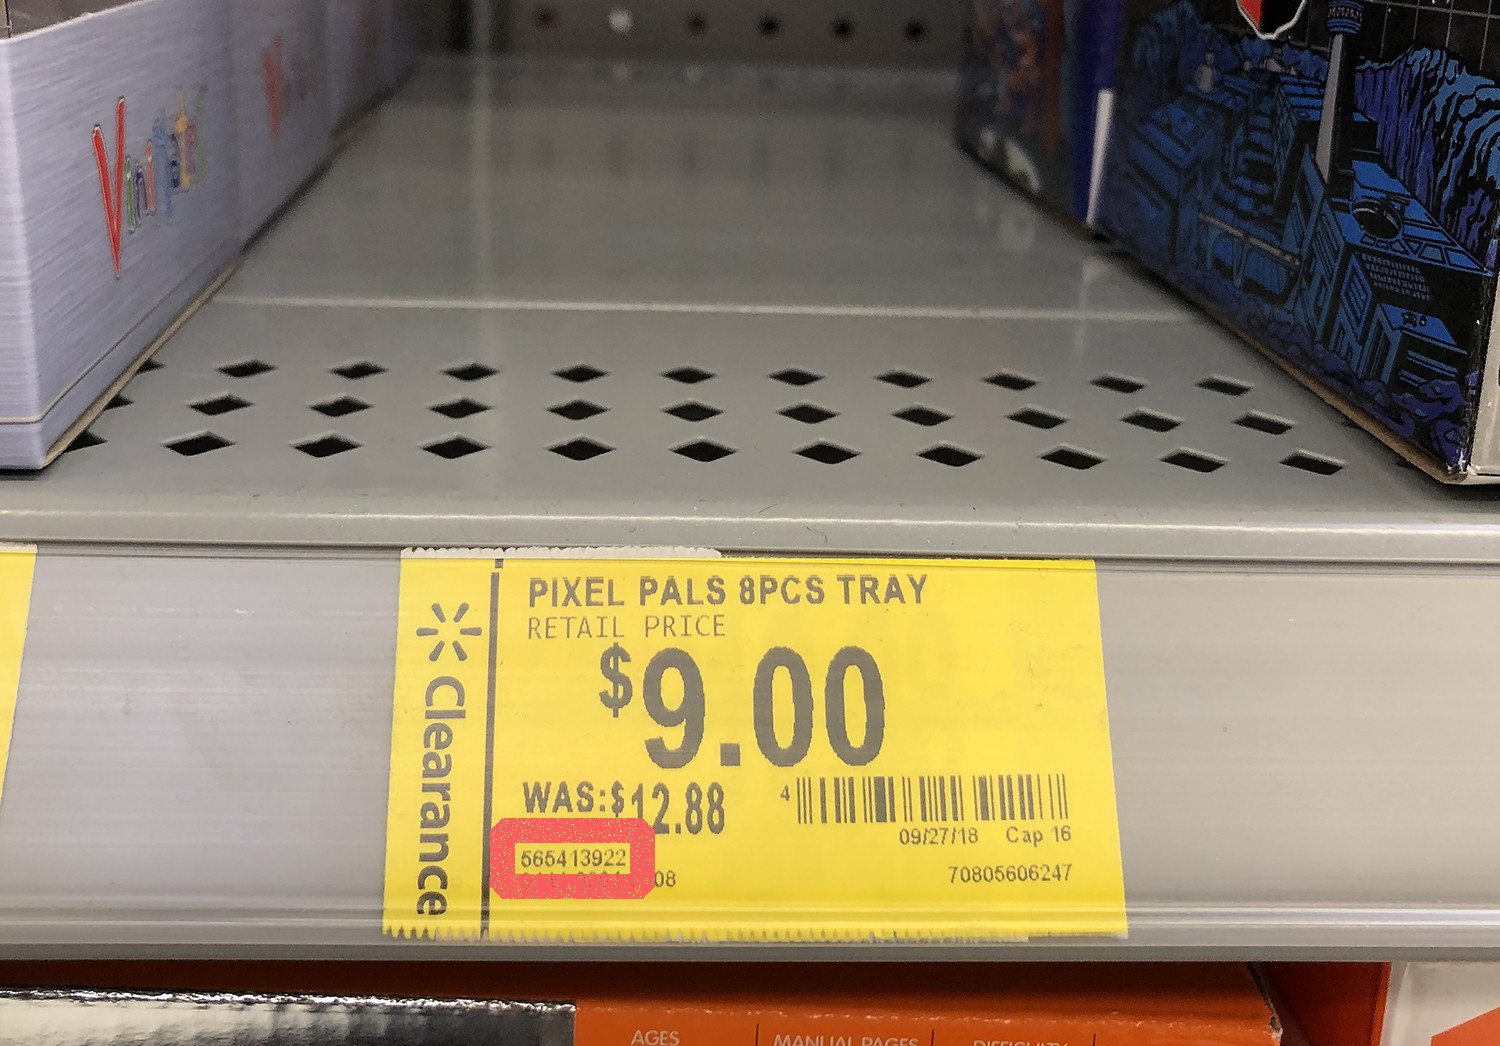 PIXEL PALS 8PCS TRAY
RETAIL PRICE
$9.00
WAS:$12.88
4
09/27/18 Cap 16
565413922
08
70805606247
Clearance
AGES
MANUAL PAGES
DIFFICULTY